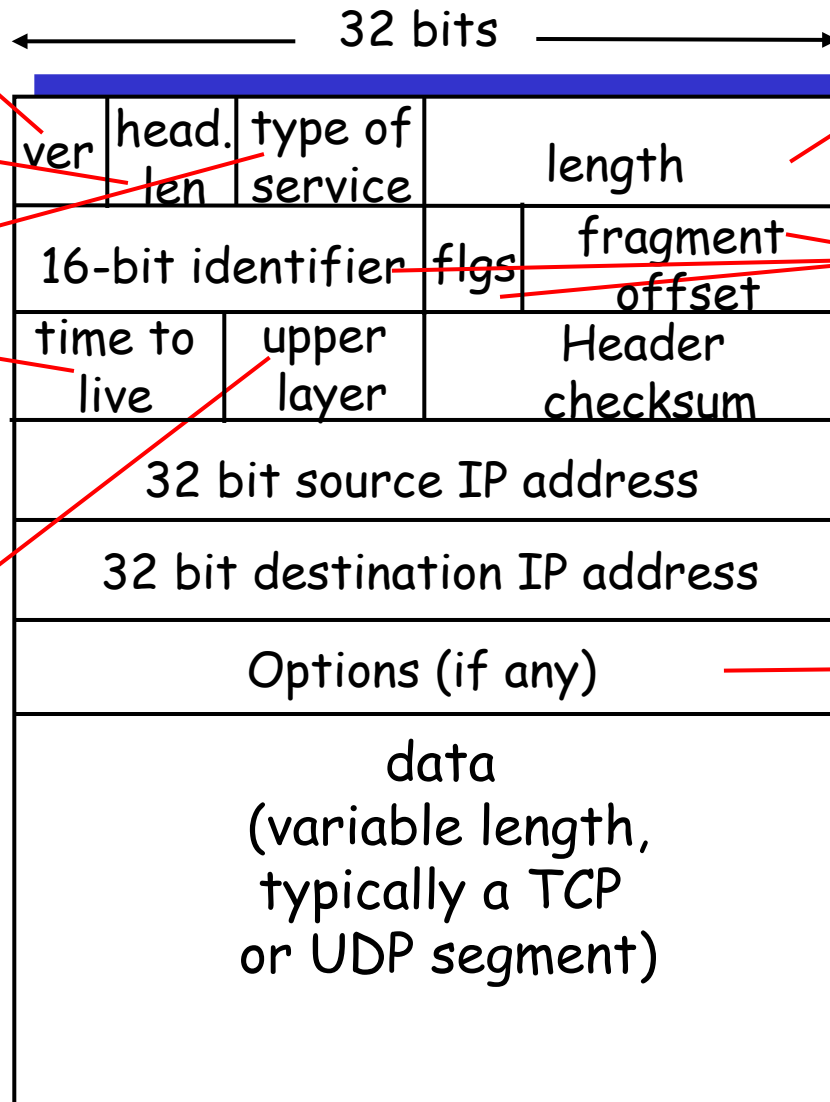 32 bits
ver
head.
len
type of
service
length
16-bit identifier
flgs
fragment
offset
time to
live
upper
layer
Header
checksum
32 bit source IP address
32 bit destination IP address
Options (if any)
data
(variable length,
typically a TCP
or UDP segment)